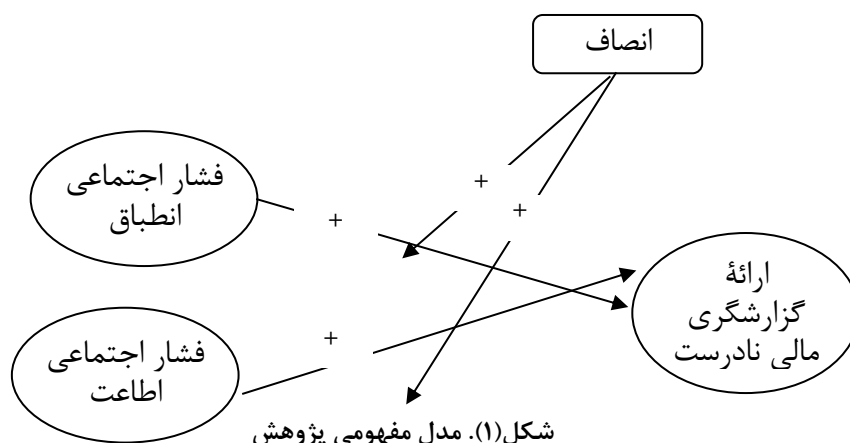 انصاف
فشار اجتماعی
انطباق
+
+
+
ارائهٔ
گزارشگری
مالی نادرست
فشار اجتماعی
اطاعت
+
شکل(۱). مدل مفهومی پژوهش